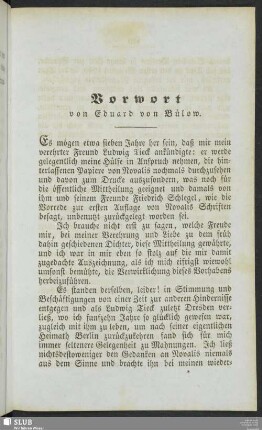 Vorwort
von Eduard von Bülow.
Es mögen etwa sieben Jahre her sein, daß mir mein
verehrter Freund Ludwig Tieck ankündigte: er werde
gelegentlich meine Hülfe in Anspruch nehmen, die hin-
terlassenen Papiere von Novalis nochmals durchzusehen
und davon zum Drucke auszusondern, was noch für
die öffentliche Mittheilung geeignet und damals von
ihm und seinem Freunde Friedrich Schlegel, wie die
Vorrede zur ersten Auflage von Novalis Schriften
besagt, unbenutzt zurückgelegt worden sei.
Ich brauche nicht erst zu sagen, welche Freude
mir, bei meiner Verehrung und Liebe zu dem früh
dahin geschiedenen Dichter, diese Mittheilung gewährte,
und ich war in mir eben so stolz auf die mir damit
zugedachte Auszeichnung, als ich mich eifrigst wiewohl
umsonst bemühte, die Verwirklichung dieses Vorhabens
herbeizuführen.
Es standen derselben, leider! in Stimmung und
Beschäftigungen von einer Zeit zur anderen Hindernisse
entgegen und als Ludwig Tieck zuletzt Dresden ver-
ließ, wo ich funfzehn Jahre so glücklich gewesen war,
zugleich mit ihm zu leben, um nach seiner eigentlichen
Heimath Berlin zurückzukehren fand sich für mich
immer seltenere Gelegenheit zu Mahnungen. Ich ließ
nichtsdestoweniger den Gedanken an Novalis niemals
aus dem Sinne und brachte ihn bei meinen wieder-
*
SLUB